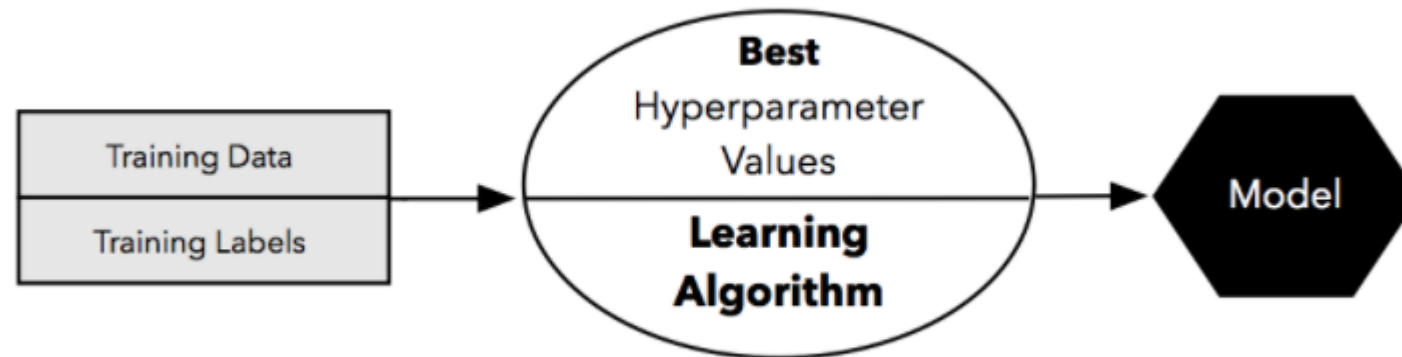 Training Data
Training Labels
Best
Hyperparameter
Values
Learning
Algorithm
Model